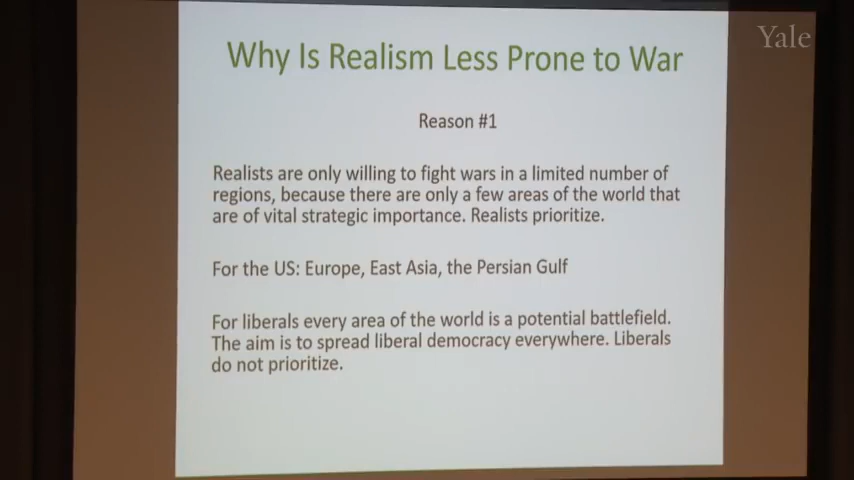 Yale
Why Is Realism Less Prone to War
Reason #1
Realists are only willing to fight wars in a limited number of
regions, because there are only a few areas of the world that
are of vital strategic importance. Realists prioritize.
For the US: Europe, East Asia, the Persian Gulf
For liberals every area of the world is a potential battlefield.
The aim is to spread liberal democracy everywhere. Liberals
do not prioritize.